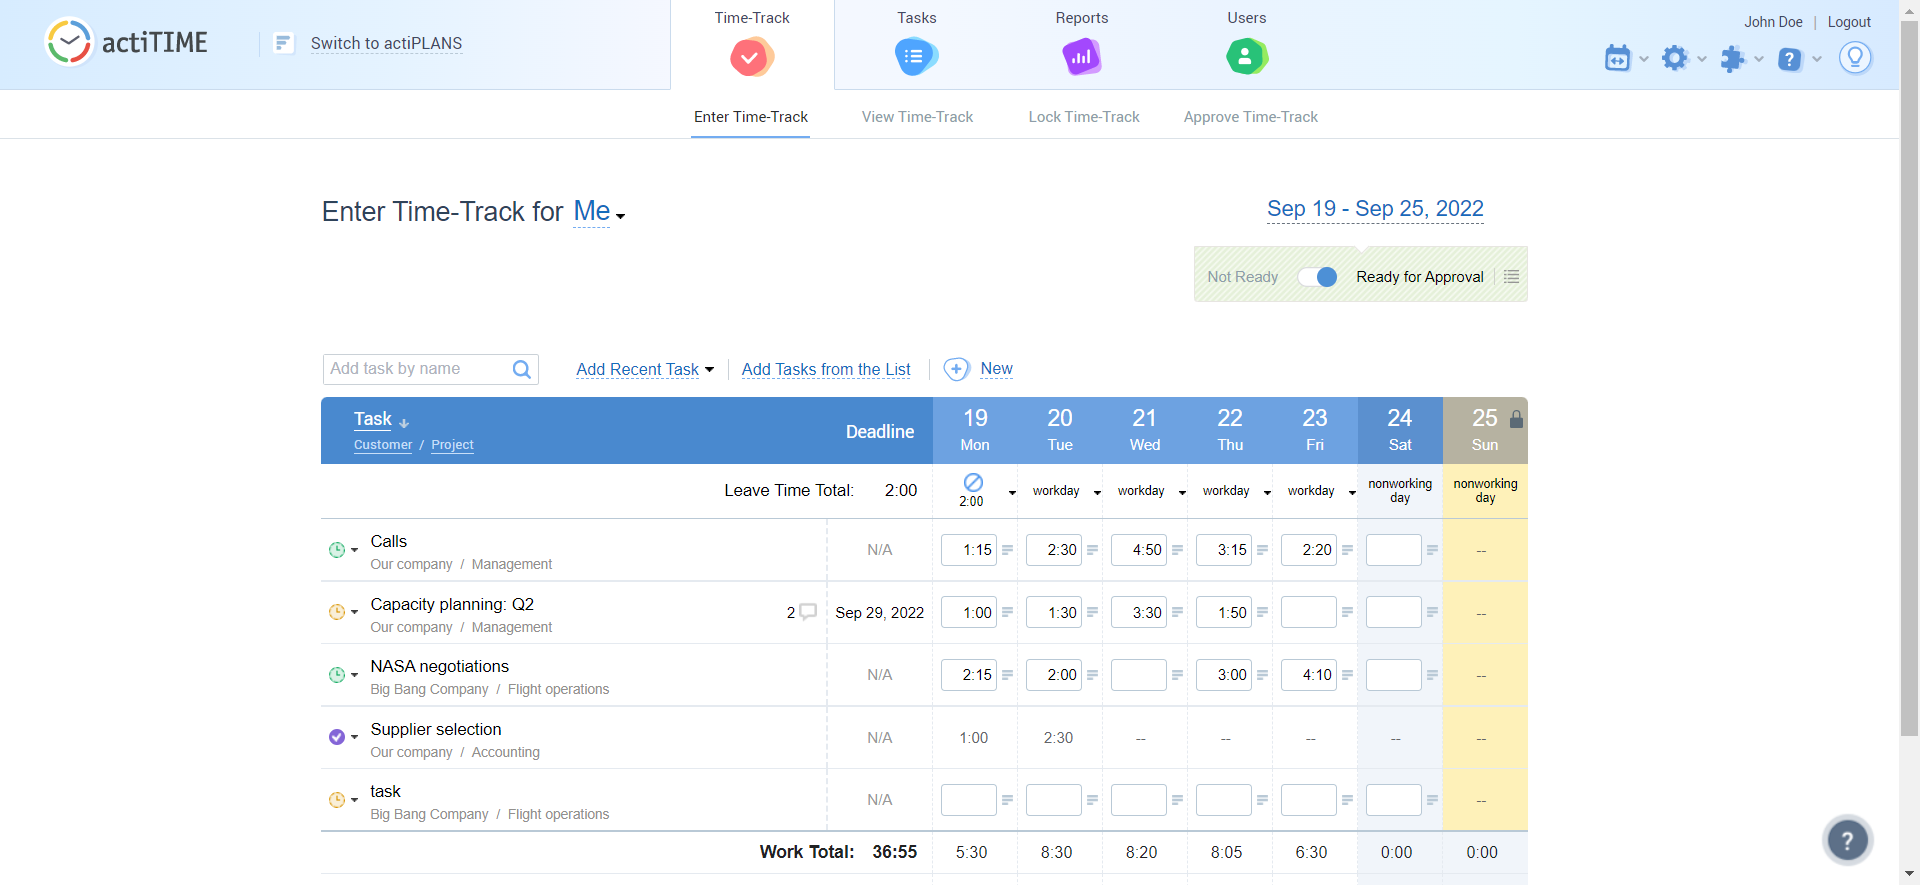 actiTIME
Switch to actiPLANS
Time-Track
Tasks
Reports
Users
John Doe | Logout
?
Enter Time-Track
View Time-Track
Lock Time-Track
Approve Time-Track
Enter Time-Track for Me
Sep 19 - Sep 25, 2022
Not Ready
Ready for Approval
Add task by name
Add Recent Task
Add Tasks from the List
New
Task
Customer / Project
Deadline
19 Mon
20 Tue
21 Wed
22 Thu
23 Fri
24 Sat
25 Sun
Leave Time Total: 2:00
2:00
workday
workday
workday
workday
nonworking day
nonworking day
Calls
Our company / Management
N/A 1:15 2:30 4:50 3:15 2:20 --
Capacity planning: Q2
Our company / Management
2 Sep 29, 2022 1:00 1:30 3:30 1:50 --
NASA negotiations
Big Bang Company / Flight operations
N/A 2:15 2:00 3:00 4:10 --
Supplier selection
Our company / Accounting
N/A 1:00 2:30 -- -- -- -- --
task
Big Bang Company / Flight operations
N/A --
Work Total: 36:55 5:30 8:30 8:20 8:05 6:30 0:00 0:00
?